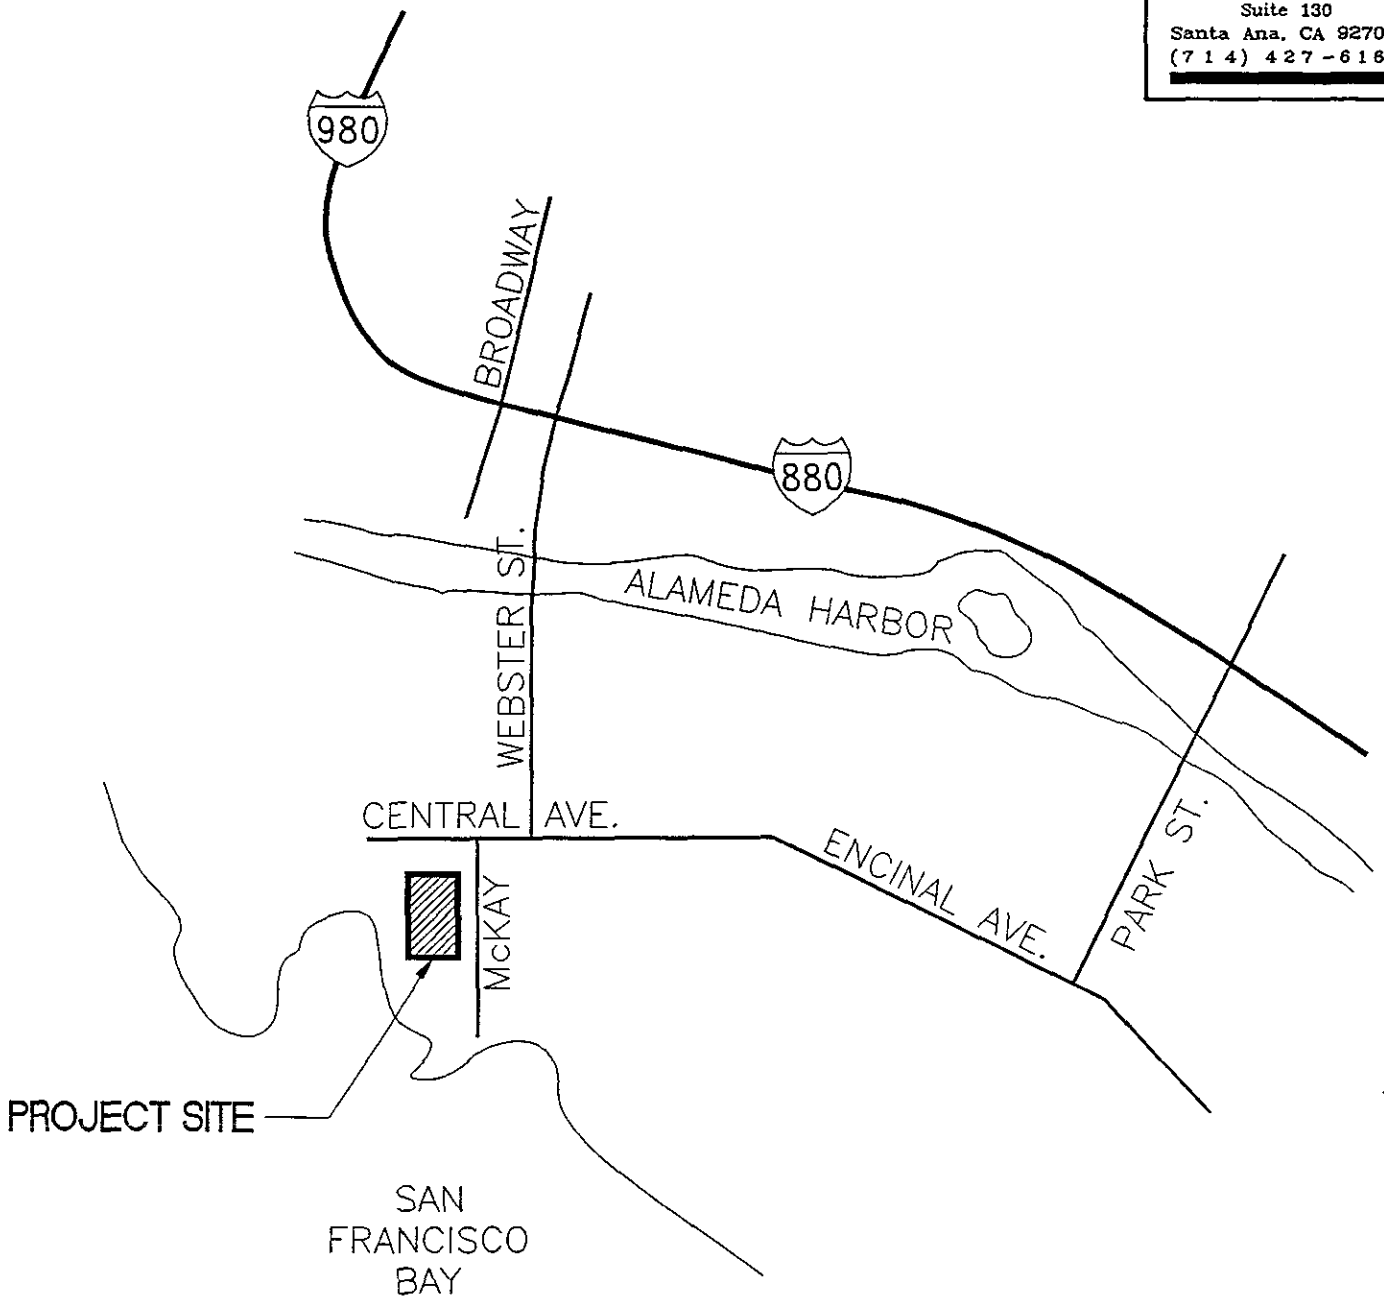 Suite 130
Santa Ana, CA 9270
(714) 427-616
980
BROADWAY
880
WEBSTER ST.
ALAMEDA HARBOR
CENTRAL AVE.
ENCINAL AVE.
PARK ST.
McKAY
PROJECT SITE
SAN
FRANCISCO
BAY